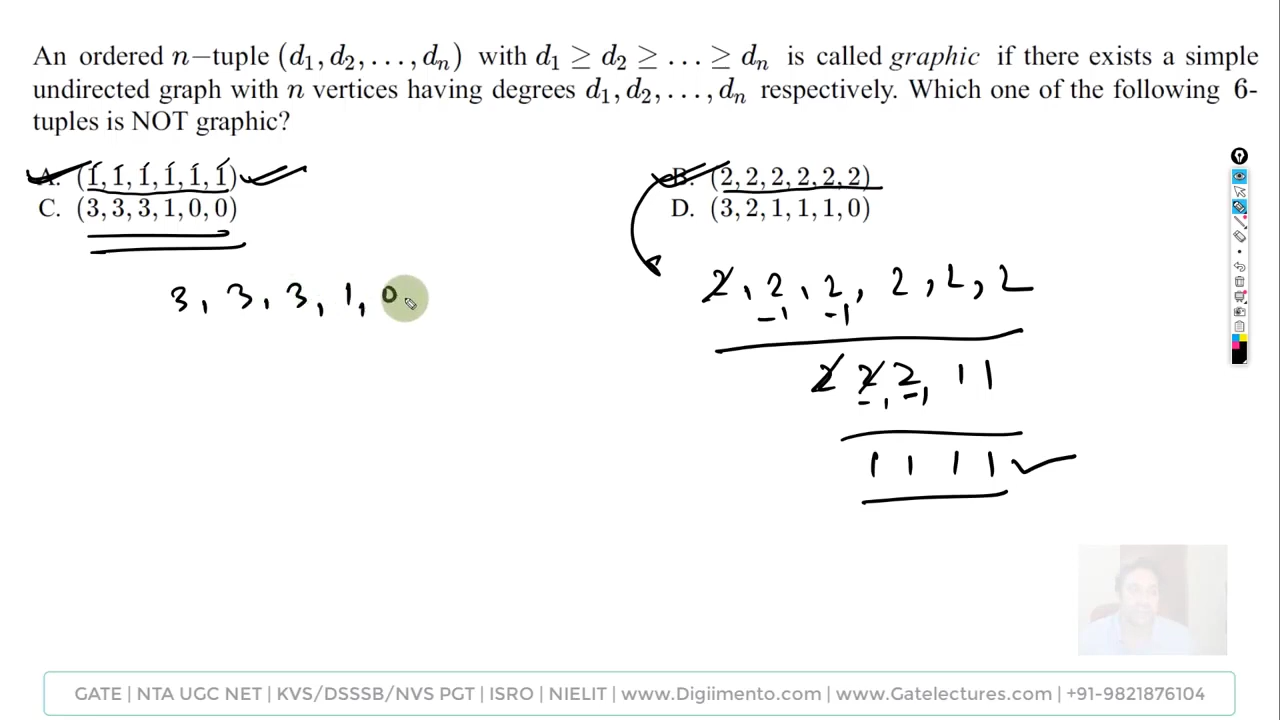 An ordered n−tuple (d₁, d₂, . . . , dₙ) with d₁ ≥ d₂ ≥ . . . ≥ dₙ is called graphic if there exists a simple
undirected graph with n vertices having degrees d₁, d₂, . . . , dₙ respectively. Which one of the following 6-
tuples is NOT graphic?
A. (1, 1, 1, 1, 1, 1)
B. (2, 2, 2, 2, 2, 2)
C. (3, 3, 3, 1, 0, 0)
D. (3, 2, 1, 1, 1, 0)
3, 3, 3, 1, 0,
2, 2, 2, 2, 2, 2
-1 -1
2 2 2, 1 1
-1, -1
1 1 1 1
GATE | NTA UGC NET | KVS/DSSSB/NVS PGT | ISRO | NIELIT | www.Digiimento.com | www.Gatelectures.com | +91-9821876104